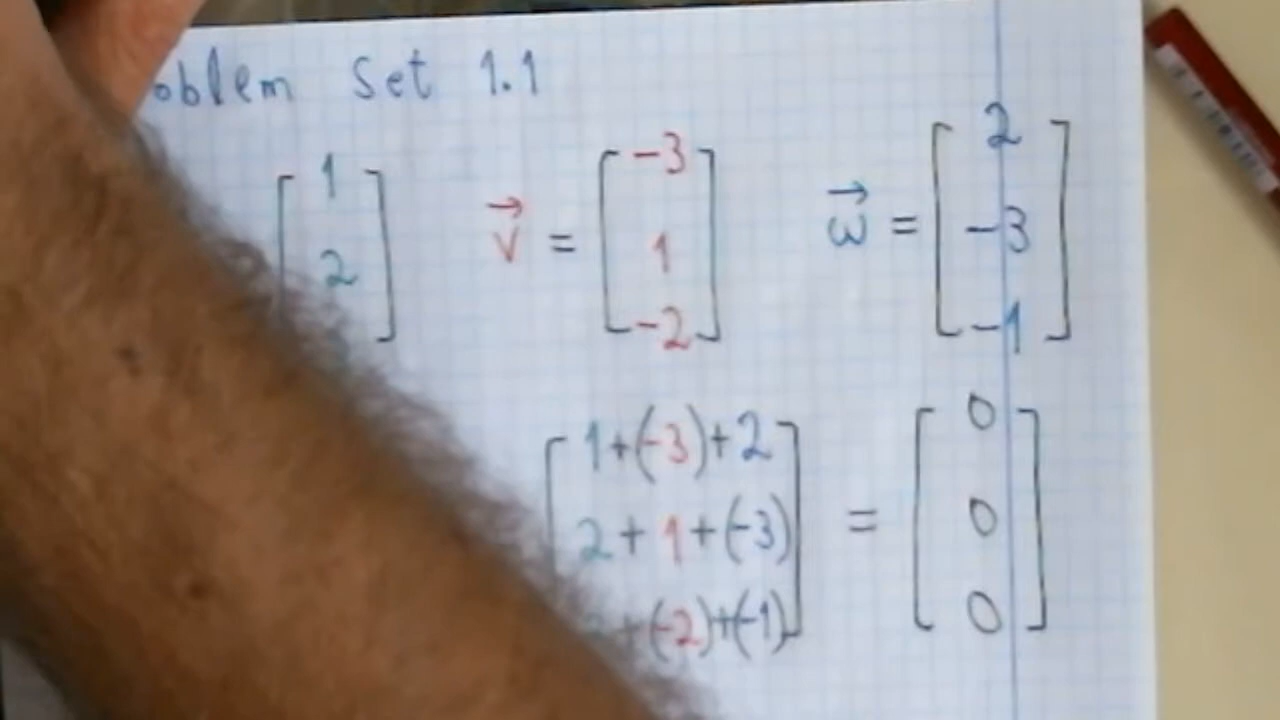 oblem Set 1.1
[1 2] v⃗ = [-3 1 -2] ω⃗ = [2 -3 -1]
[1+(-3)+2 2+1+(-3) +(-2)+(-1)] = [0 0 0]